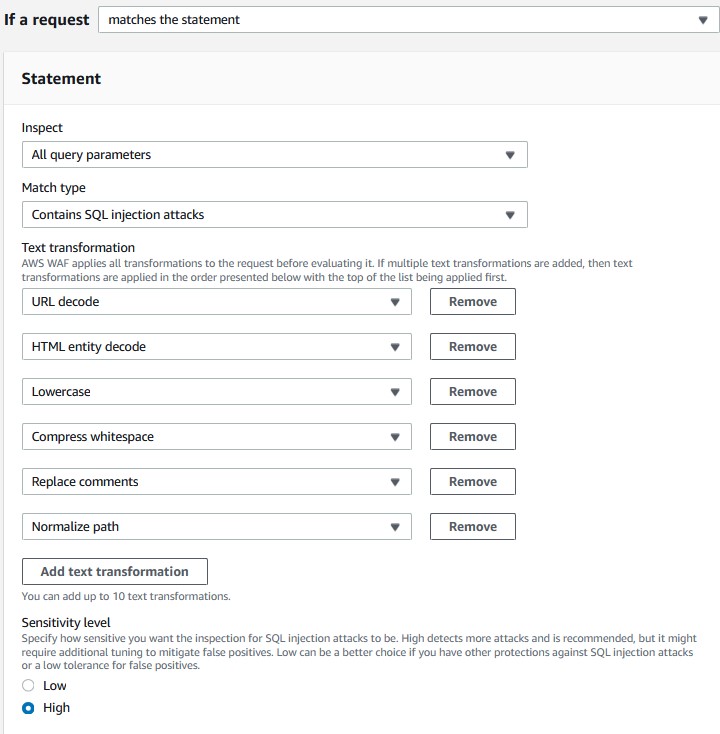 If a request matches the statement
Statement
Inspect
All query parameters
Match type
Contains SQL injection attacks
Text transformation
AWS WAF applies all transformations to the request before evaluating it. If multiple text transformations are added, then text
transformations are applied in the order presented below with the top of the list being applied first.
URL decode Remove
HTML entity decode Remove
Lowercase Remove
Compress whitespace Remove
Replace comments Remove
Normalize path Remove
Add text transformation
You can add up to 10 text transformations.
Sensitivity level
Specify how sensitive you want the inspection for SQL injection attacks to be. High detects more attacks and is recommended, but it might
require additional tuning to mitigate false positives. Low can be a better choice if you have other protections against SQL injection attacks
or a low tolerance for false positives.
Low
High